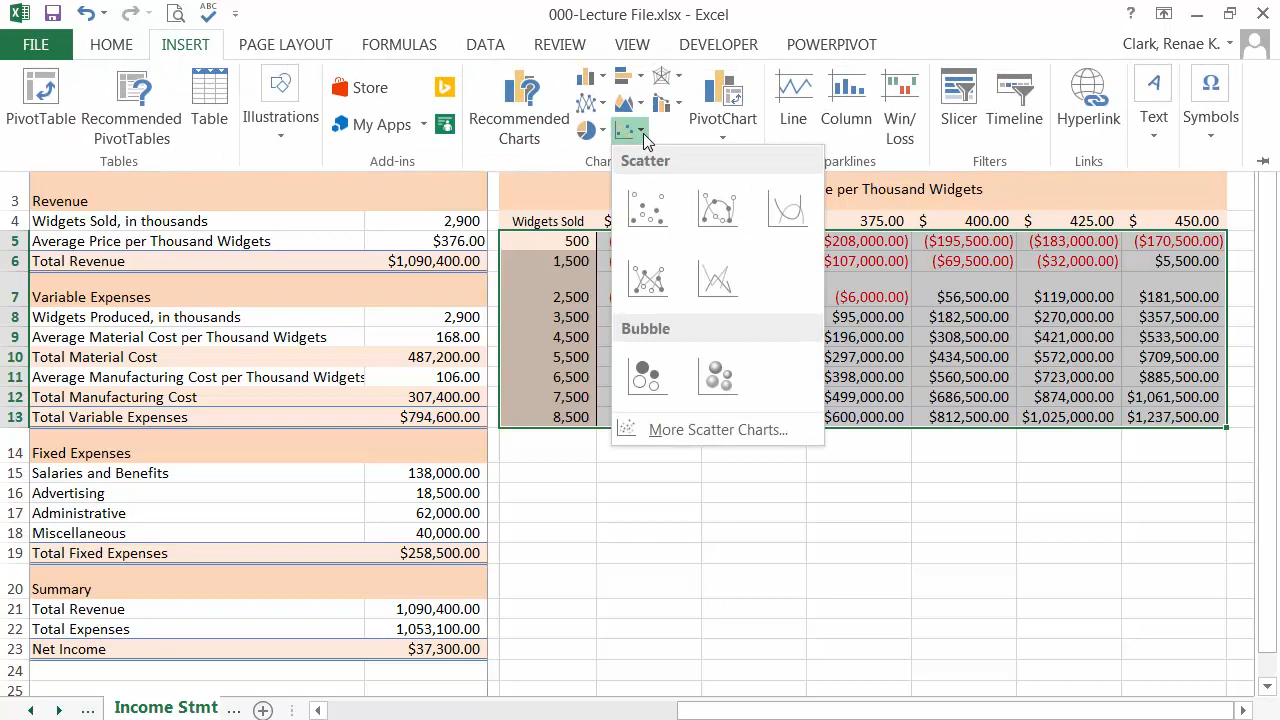 000-Lecture File.xlsx - Excel
?
FILE HOME INSERT PAGE LAYOUT FORMULAS DATA REVIEW VIEW DEVELOPER POWERPIVOT Clark, Renae K.
PivotTable Recommended PivotTables Table Illustrations Store My Apps Recommended Charts PivotChart Line Column Win/ Loss Slicer Timeline Hyperlink Text Symbols
Tables Add-ins Sparklines Filters Links
Scatter
Bubble
More Scatter Charts...
3 Revenue e per Thousand Widgets
4 Widgets Sold, in thousands 2,900 Widgets Sold $ 375.00 $ 400.00 $ 425.00 $ 450.00
5 Average Price per Thousand Widgets $376.00 500 $208,000.00) ($195,500.00) ($183,000.00) ($170,500.00)
6 Total Revenue $1,090,400.00 1,500 $107,000.00) ($69,500.00) ($32,000.00) $5,500.00
7 Variable Expenses 2,500 ($6,000.00) $56,500.00 $119,000.00 $181,500.00
8 Widgets Produced, in thousands 2,900 3,500 $95,000.00 $182,500.00 $270,000.00 $357,500.00
9 Average Material Cost per Thousand Widgets 168.00 4,500 $196,000.00 $308,500.00 $421,000.00 $533,500.00
10 Total Material Cost 487,200.00 5,500 $297,000.00 $434,500.00 $572,000.00 $709,500.00
11 Average Manufacturing Cost per Thousand Widgets 106.00 6,500 $398,000.00 $560,500.00 $723,000.00 $885,500.00
12 Total Manufacturing Cost 307,400.00 7,500 $499,000.00 $686,500.00 $874,000.00 $1,061,500.00
13 Total Variable Expenses $794,600.00 8,500 $600,000.00 $812,500.00 $1,025,000.00 $1,237,500.00
14 Fixed Expenses
15 Salaries and Benefits 138,000.00
16 Advertising 18,500.00
17 Administrative 62,000.00
18 Miscellaneous 40,000.00
19 Total Fixed Expenses $258,500.00
20 Summary
21 Total Revenue 1,090,400.00
22 Total Expenses 1,053,100.00
23 Net Income $37,300.00
24
25
... Income Stmt ...